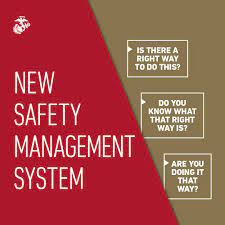 NEW
SAFETY
MANAGEMENT
SYSTEM
IS THERE A
RIGHT WAY
TO DO THIS?
DO YOU
KNOW WHAT
THAT RIGHT
WAY IS?
ARE YOU
DOING IT
THAT
WAY?